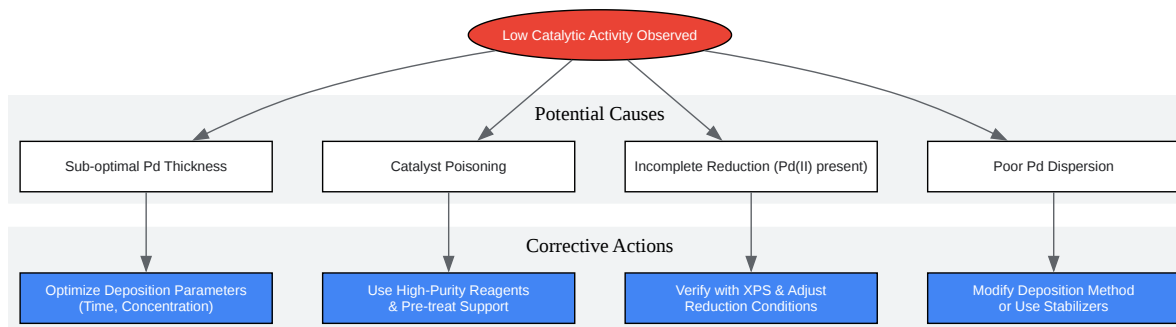 Low Catalytic Activity Observed
Potential Causes
Sub-optimal Pd Thickness
Catalyst Poisoning
Incomplete Reduction (Pd(II) present)
Poor Pd Dispersion
Corrective Actions
Optimize Deposition Parameters
(Time, Concentration)
Use High-Purity Reagents
& Pre-treat Support
Verify with XPS & Adjust
Reduction Conditions
Modify Deposition Method
or Use Stabilizers